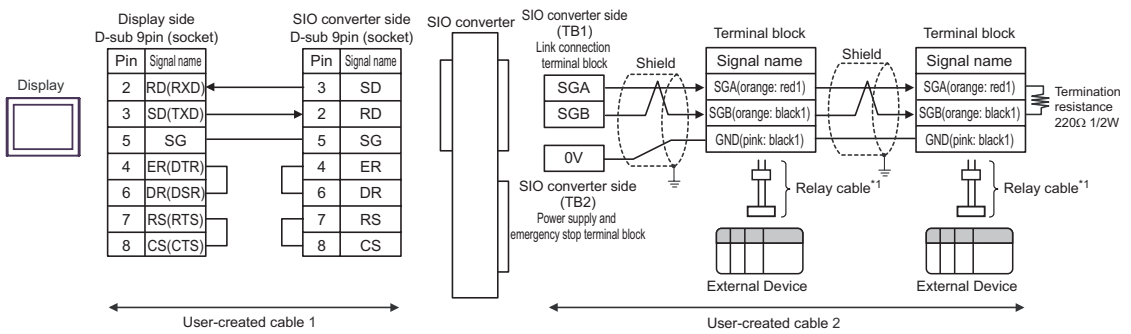 Display
Display side
D-sub 9pin (socket)
Pin Signal name
2 RD(RXD)
3 SD(TXD)
5 SG
4 ER(DTR)
6 DR(DSR)
7 RS(RTS)
8 CS(CTS)
SIO converter side
D-sub 9pin (socket)
Pin Signal name
3 SD
2 RD
5 SG
4 ER
6 DR
7 RS
8 CS
User-created cable 1
SIO converter
SIO converter side
(TB1)
Link connection
terminal block
SGA
SGB
0V
SIO converter side
(TB2)
Power supply and
emergency stop terminal block
Shield
Terminal block
Signal name
SGA(orange: red1)
SGB(orange: black1)
GND(pink: black1)
Relay cable*1
External Device
Shield
Terminal block
Signal name
SGA(orange: red1)
SGB(orange: black1)
GND(pink: black1)
Termination
resistance
220Ω 1/2W
Relay cable*1
External Device
User-created cable 2